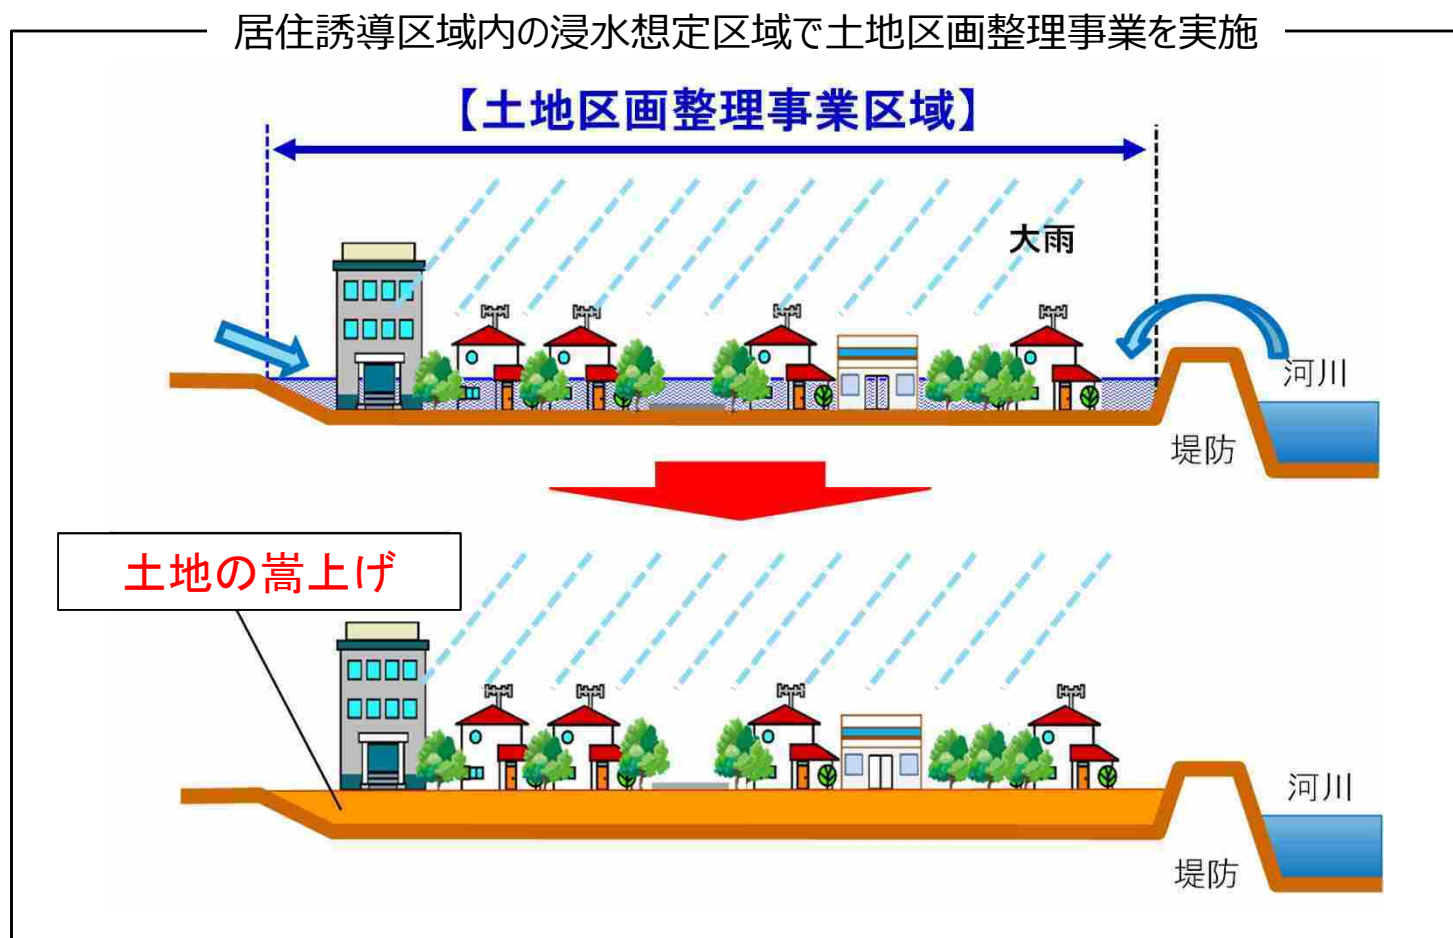 居住誘導区域内の浸水想定区域で土地区画整理事業を実施
【土地区画整理事業区域】
大雨
河川
堤防
土地の嵩上げ
河川
堤防